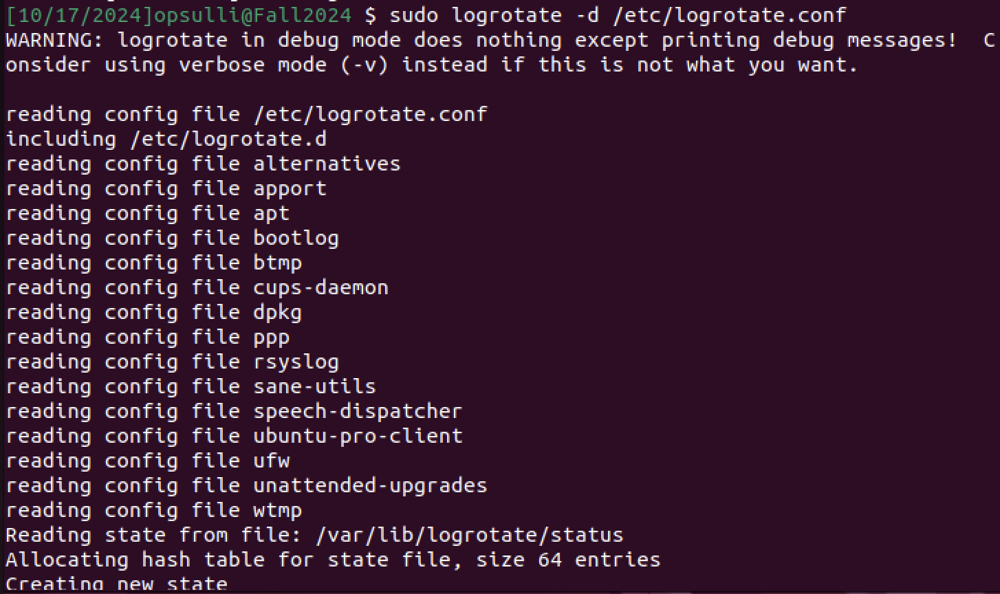 [10/17/2024]opsulli@Fall2024 $ sudo logrotate -d /etc/logrotate.conf
WARNING: logrotate in debug mode does nothing except printing debug messages!  C
onsider using verbose mode (-v) instead if this is not what you want.

reading config file /etc/logrotate.conf
including /etc/logrotate.d
reading config file alternatives
reading config file apport
reading config file apt
reading config file bootlog
reading config file btmp
reading config file cups-daemon
reading config file dpkg
reading config file ppp
reading config file rsyslog
reading config file sane-utils
reading config file speech-dispatcher
reading config file ubuntu-pro-client
reading config file ufw
reading config file unattended-upgrades
reading config file wtmp
Reading state from file: /var/lib/logrotate/status
Allocating hash table for state file, size 64 entries
Creating new state